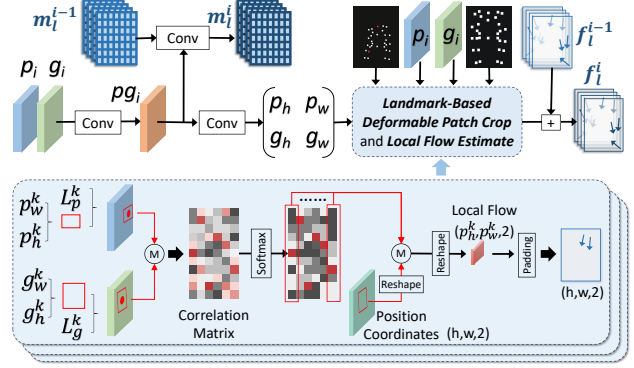 m_l^{i-1}
m_l^i
Conv
p_i g_i
pg_i
Conv
Conv
p_h p_w
g_h g_w
p_i
g_i
Landmark-Based
Deformable Patch Crop
and Local Flow Estimate
f_l^{i-1}
f_l^i
+
p_w^k
p_h^k
L_p^k
g_w^k
g_h^k
L_g^k
M
Correlation
Matrix
Softmax
......
M
Reshape
Position
Coordinates (h,w,2)
Reshape
Local Flow
(p_h^k,p_w^k,2)
Padding
(h,w,2)